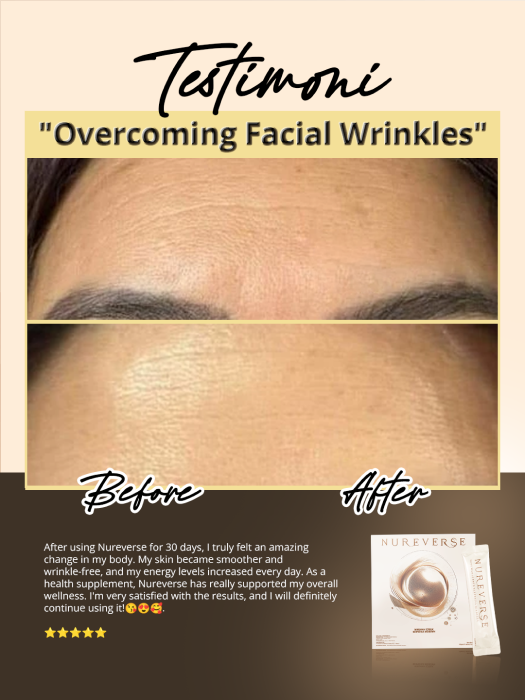 Testimoni
"Overcoming Facial Wrinkles"
Before
After
After using Nureverse for 30 days, I truly felt an amazing
change in my body. My skin became smoother and
wrinkle-free, and my energy levels increased every day. As a
health supplement, Nureverse has really supported my overall
wellness. I'm very satisfied with the results, and I will definitely
continue using it!😘😍🥰.
⭐⭐⭐⭐⭐
NUREVERSE
NUREVERSE